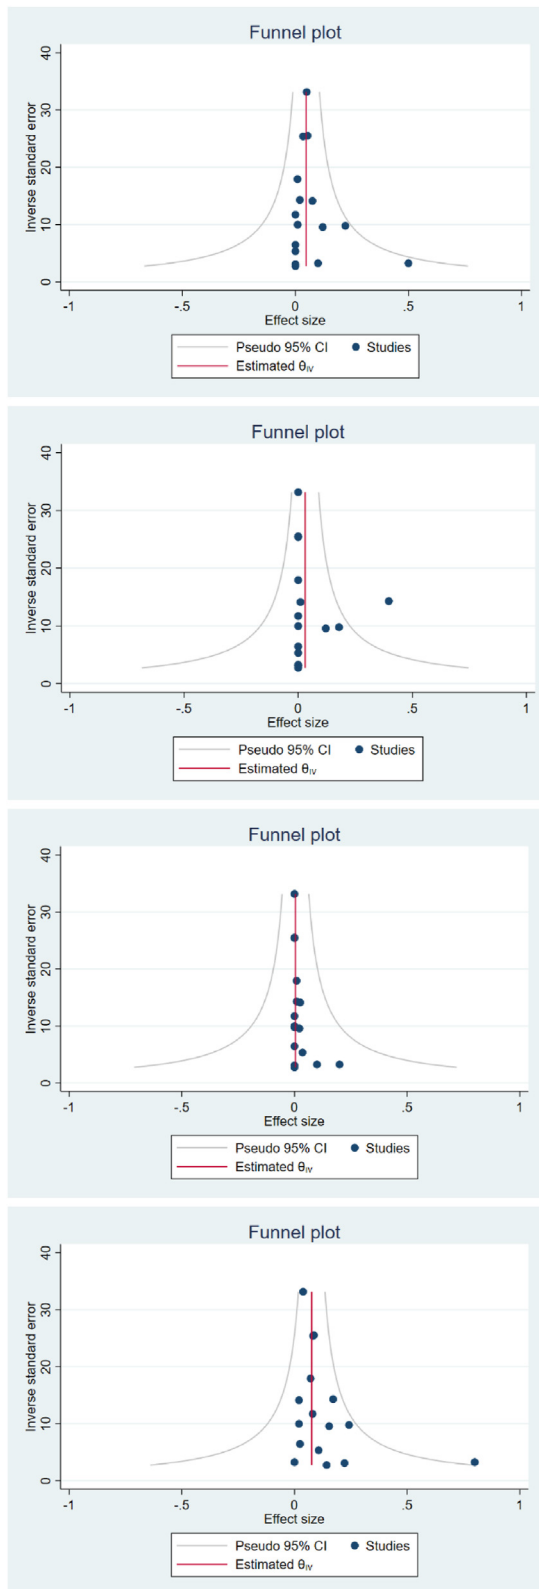 Funnel plot
40
30
20
10
0
Inverse standard error
-1 -.5 0 .5 1
Effect size
Pseudo 95% CI Studies
Estimated θIV
Funnel plot
40
30
20
10
0
Inverse standard error
-1 -.5 0 .5 1
Effect size
Pseudo 95% CI Studies
Estimated θIV
Funnel plot
40
30
20
10
0
Inverse standard error
-1 -.5 0 .5 1
Effect size
Pseudo 95% CI Studies
Estimated θIV
Funnel plot
40
30
20
10
0
Inverse standard error
-1 -.5 0 .5 1
Effect size
Pseudo 95% CI Studies
Estimated θIV